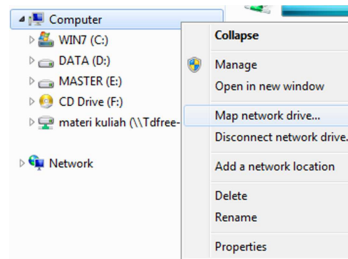 Computer
WIN7 (C:)
DATA (D:)
MASTER (E:)
CD Drive (F:)
materi kuliah (\\Tdfree-
Network
Collapse
Manage
Open in new window
Map network drive...
Disconnect network drive.
Add a network location
Delete
Rename
Properties